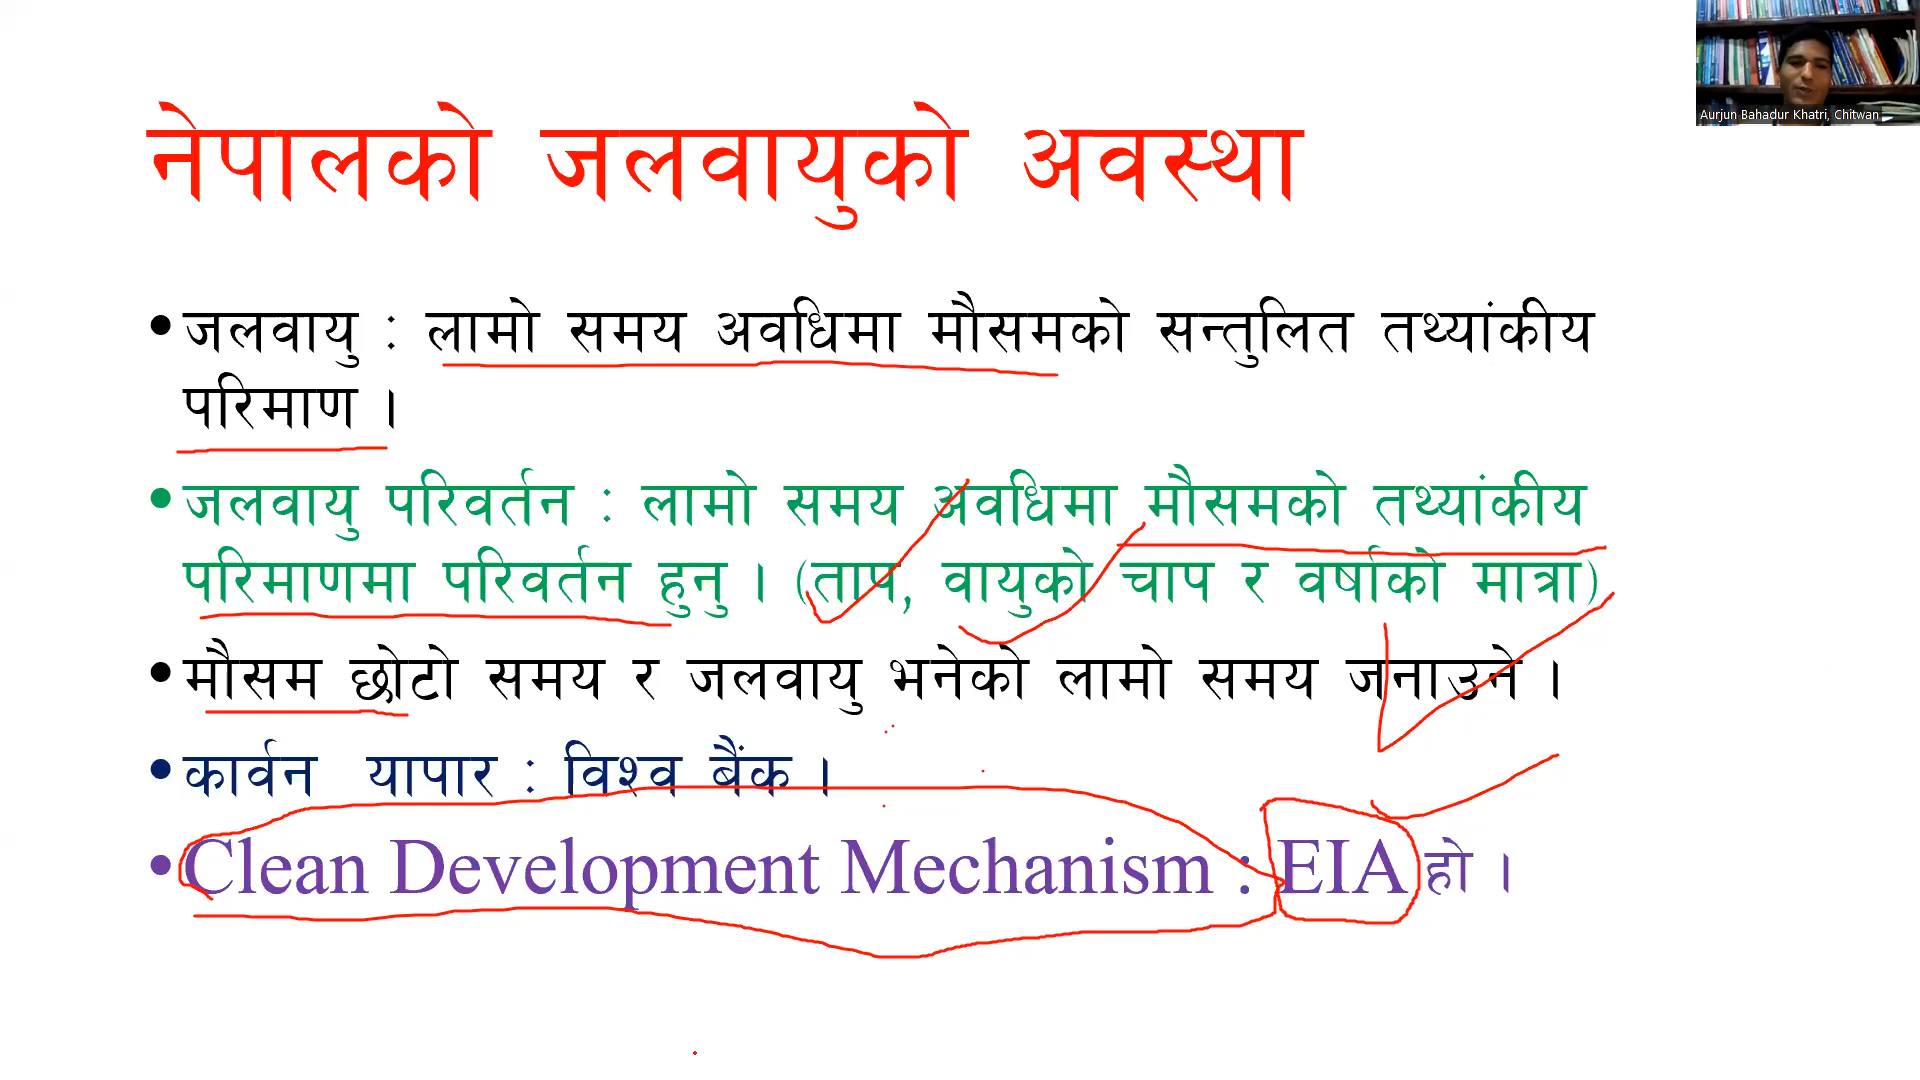 Aurjun Bahadur Khatri, Chitwan
नेपालको जलवायुको अवस्था
•जलवायु : लामो समय अवधिमा मौसमको सन्तुलित तथ्यांकीय
परिमाण ।
•जलवायु परिवर्तन : लामो समय अवधिमा मौसमको तथ्यांकीय
परिमाणमा परिवर्तन हुनु । (ताप, वायुको चाप र वर्षाको मात्रा)
•मौसम छोटो समय र जलवायु भनेको लामो समय जनाउने ।
•कार्वन यापार : विश्व बैंक ।
•Clean Development Mechanism : EIA हो ।